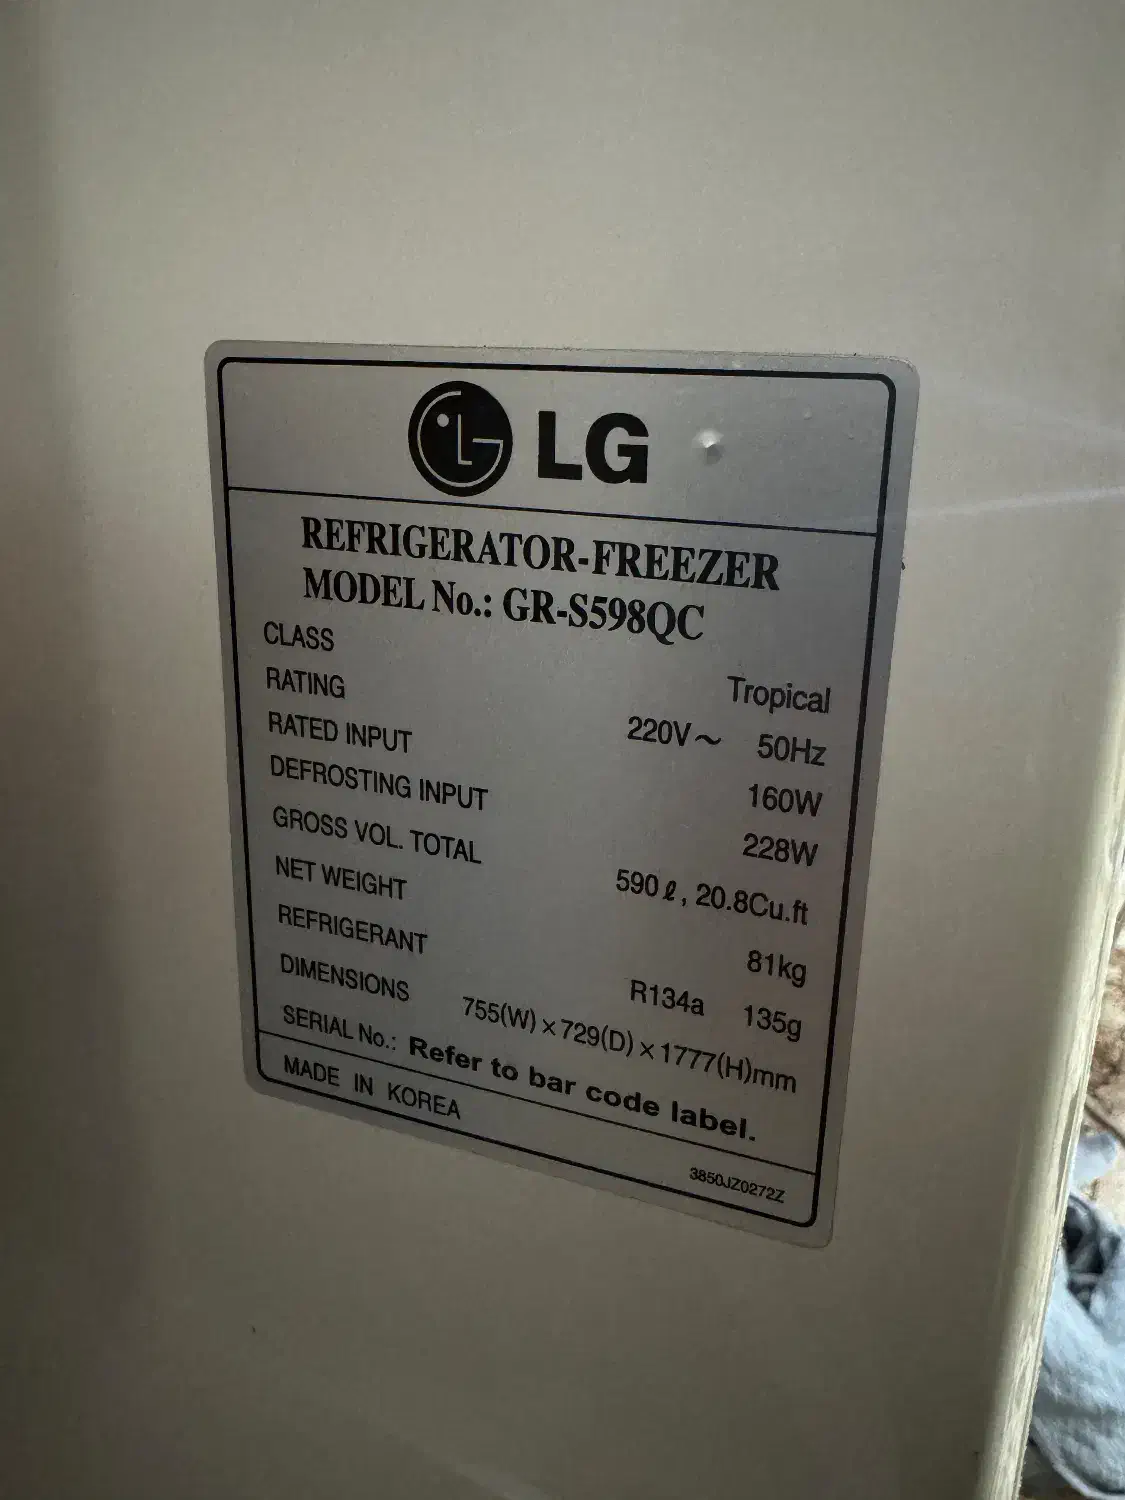 LG
REFRIGERATOR-FREEZER
MODEL No.: GR-S598QC
CLASS Tropical
RATING 220V~ 50Hz
RATED INPUT 160W
DEFROSTING INPUT 228W
GROSS VOL. TOTAL 590ℓ, 20.8Cu.ft
NET WEIGHT 81kg
REFRIGERANT R134a 135g
DIMENSIONS 755(W)×729(D)×1777(H)mm
SERIAL No.: Refer to bar code label.
MADE IN KOREA
3850JZ0272Z